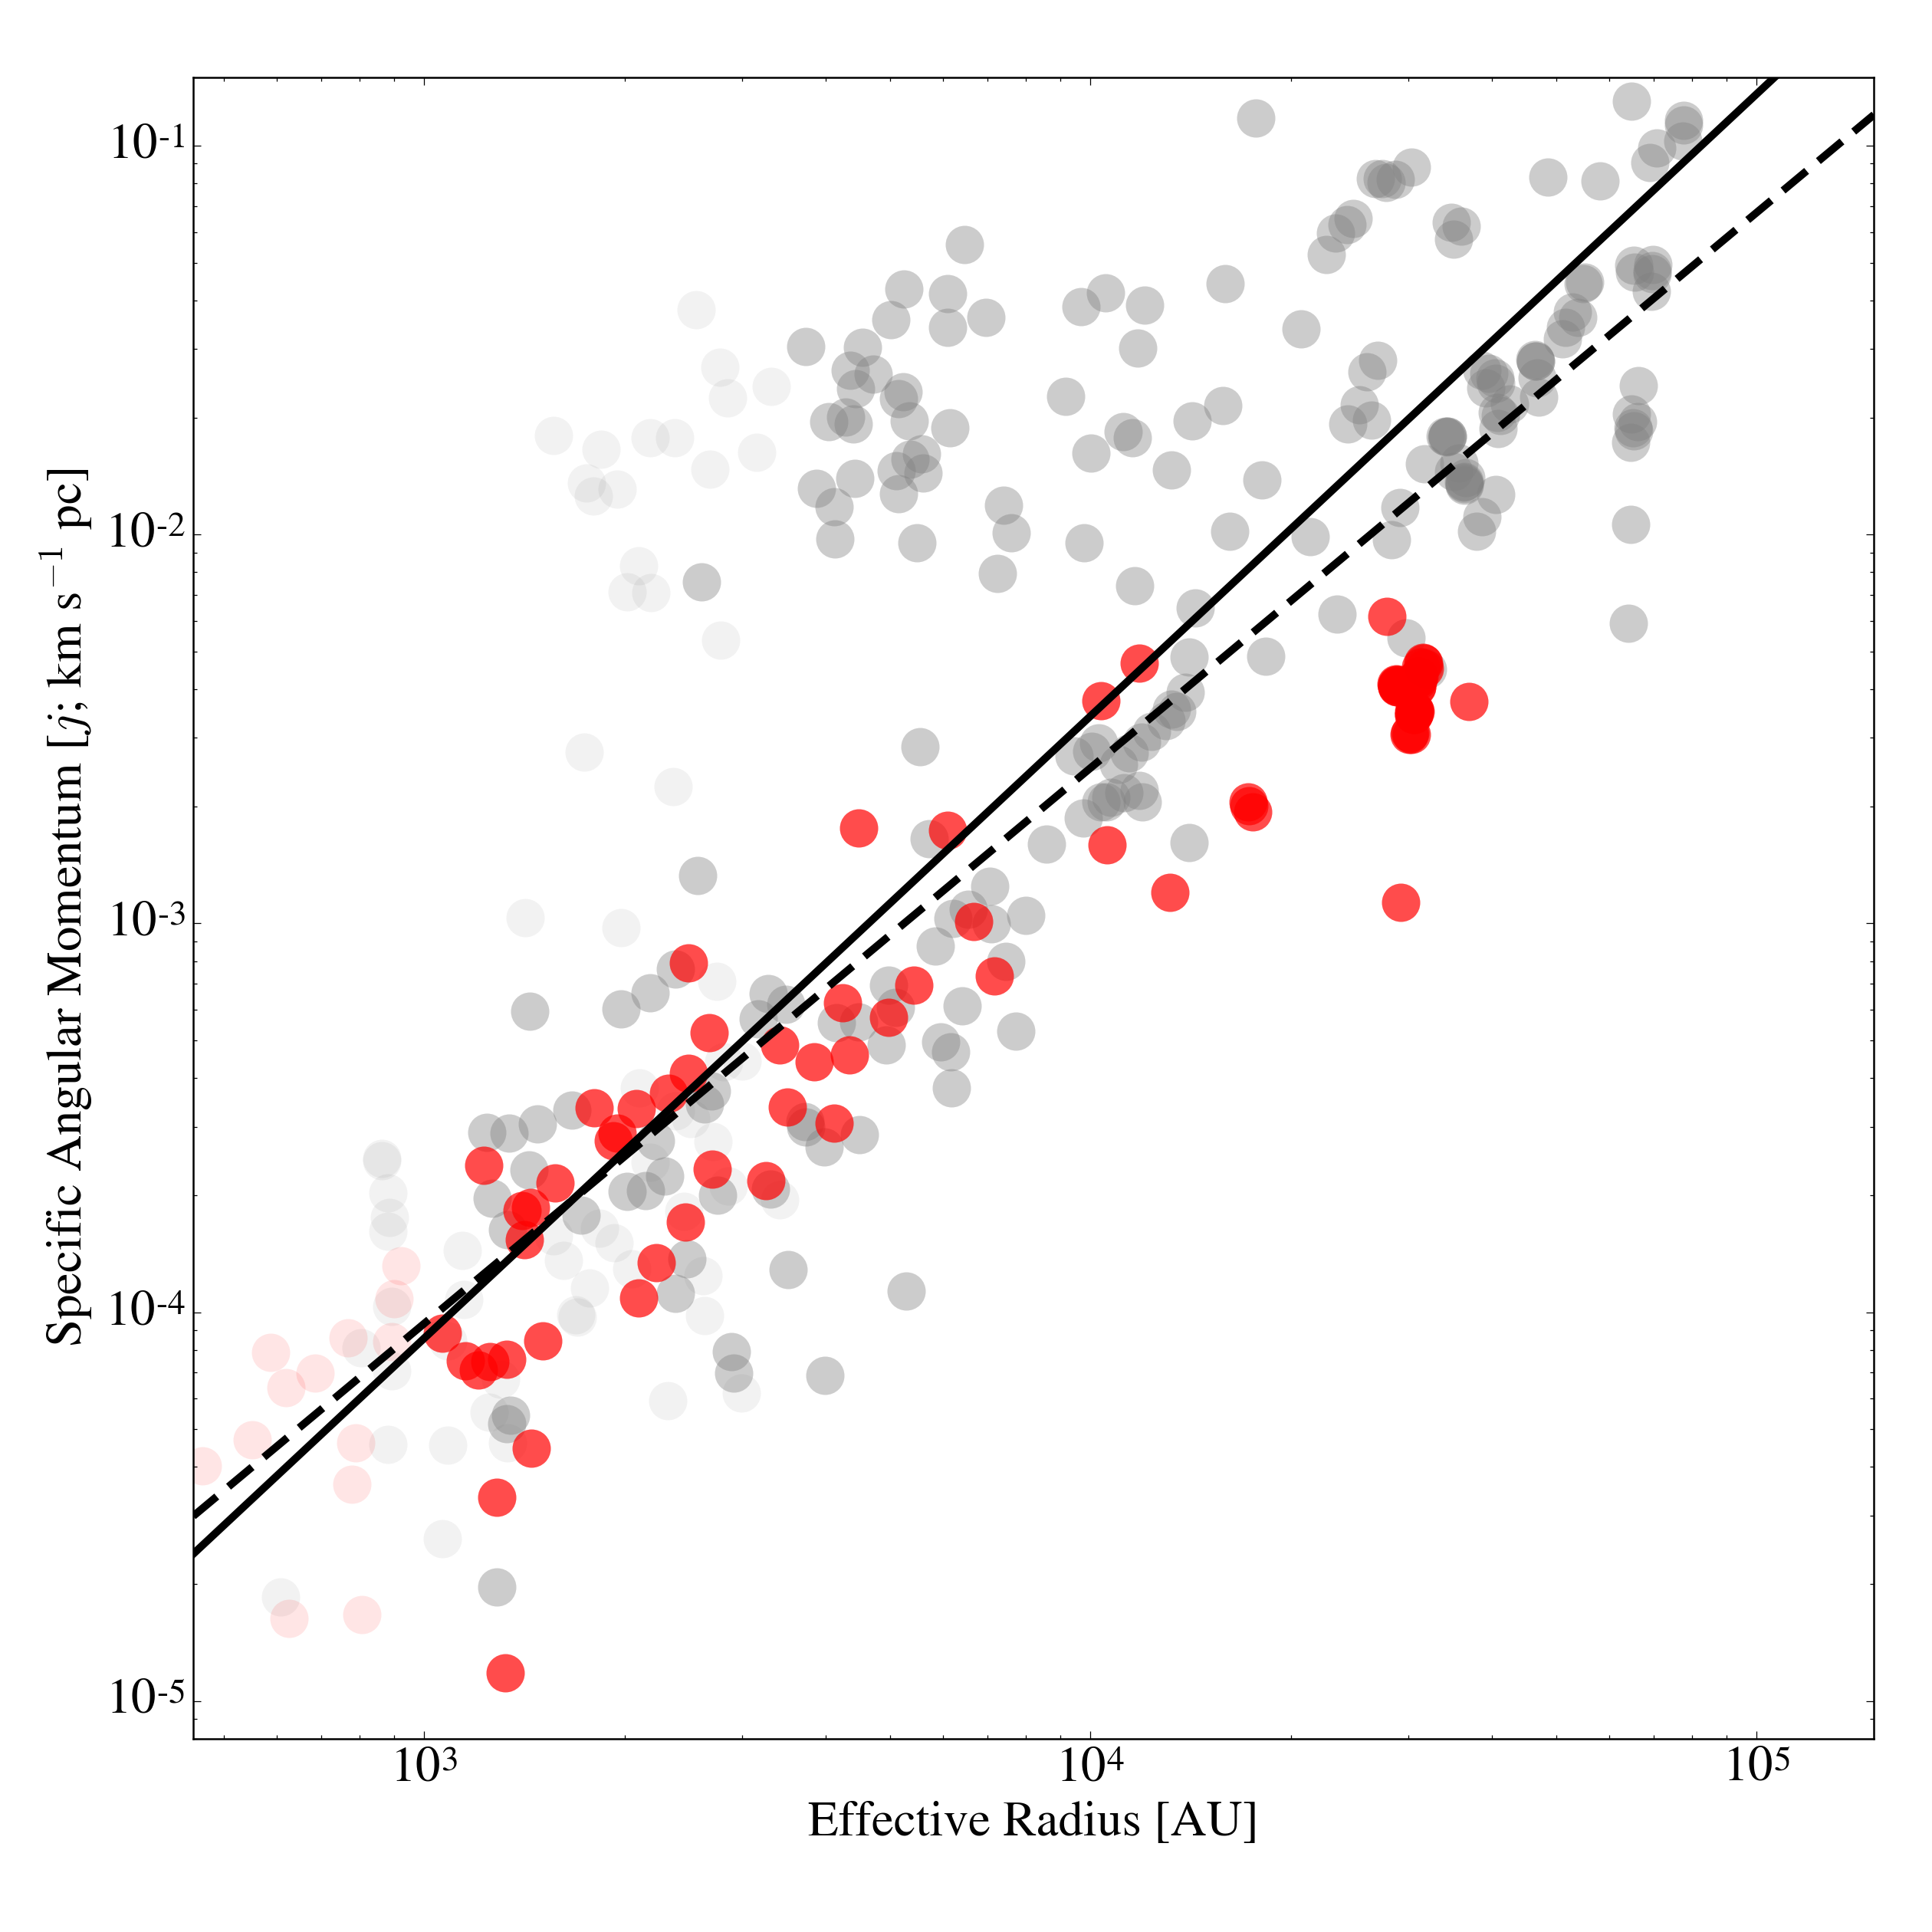 10⁻¹
10⁻²
10⁻³
10⁻⁴
10⁻⁵
Specific Angular Momentum [j; km s⁻¹ pc]
10³ 10⁴ 10⁵
Effective Radius [AU]